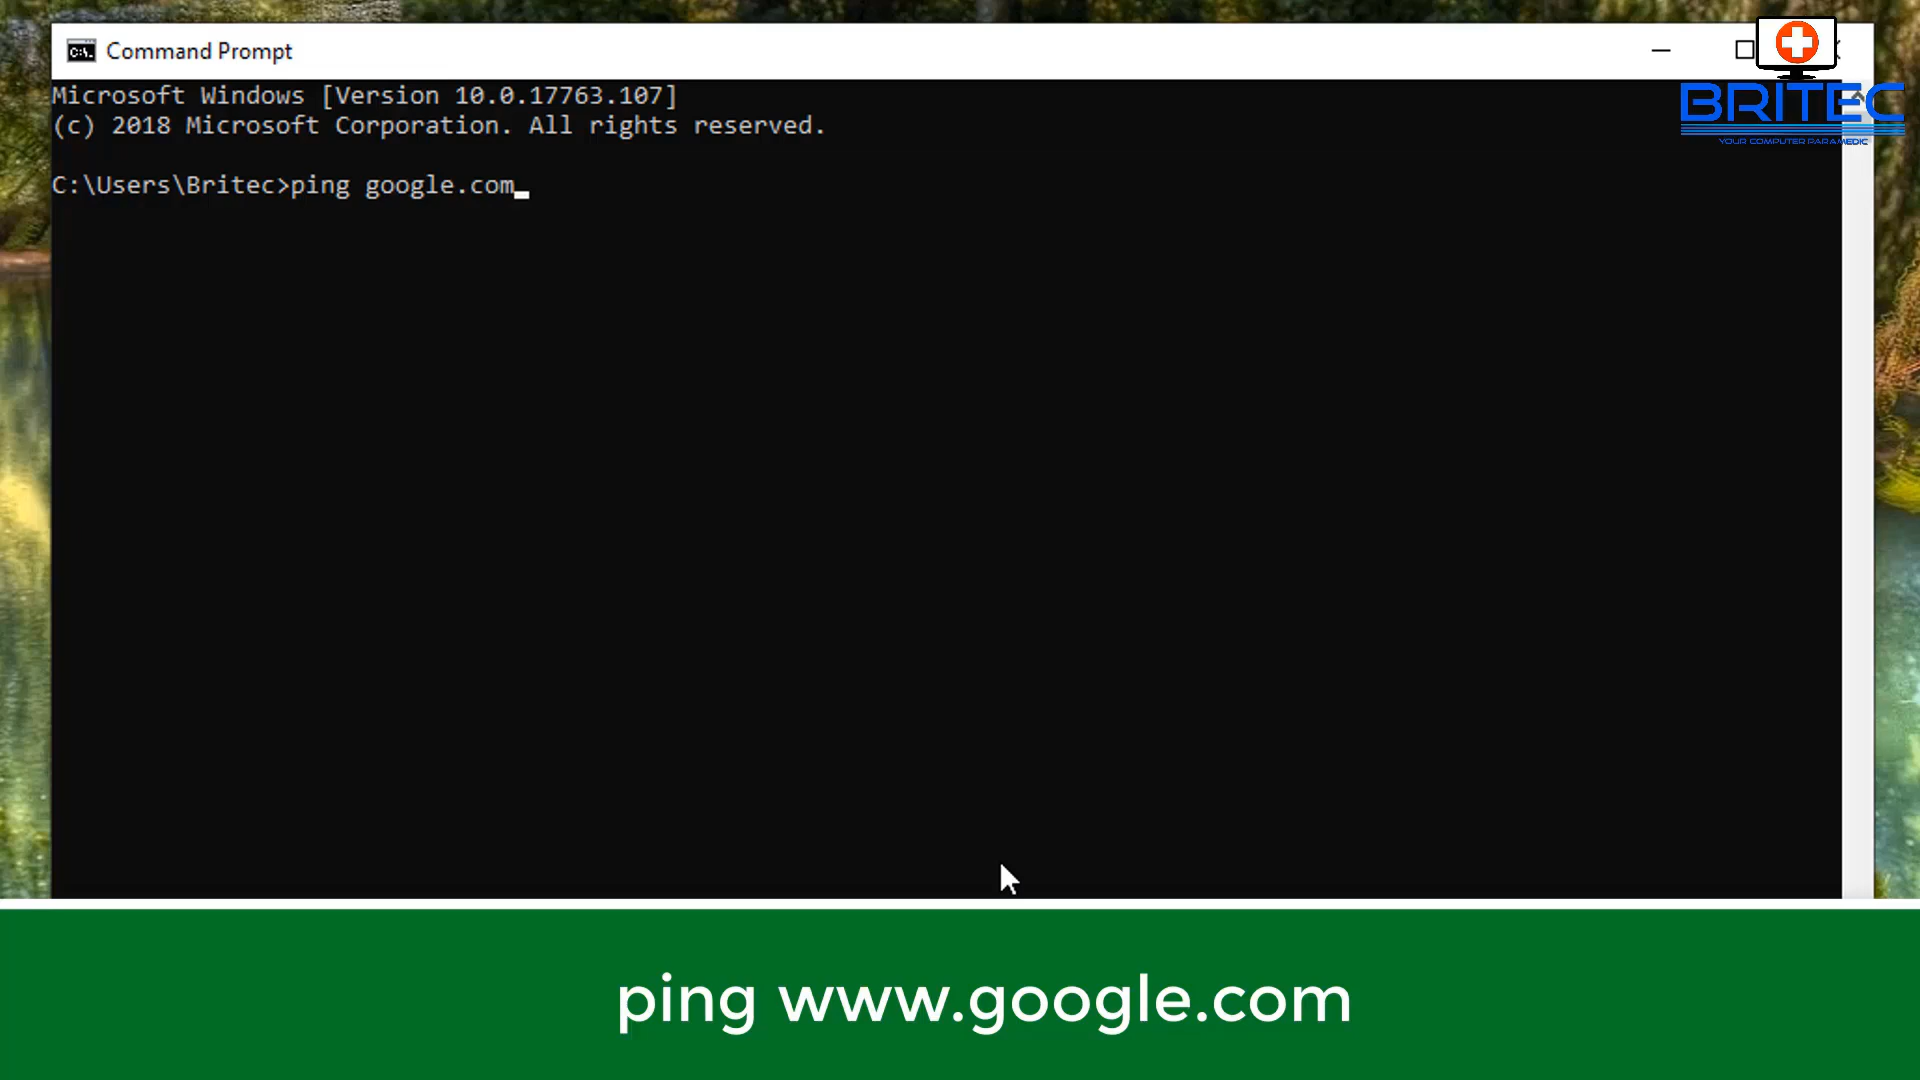 Command Prompt
Microsoft Windows [Version 10.0.17763.107]
(c) 2018 Microsoft Corporation. All rights reserved.
C:\Users\Britec>ping google.com
BRITEC
YOUR COMPUTER PARAMEDIC
ping www.google.com